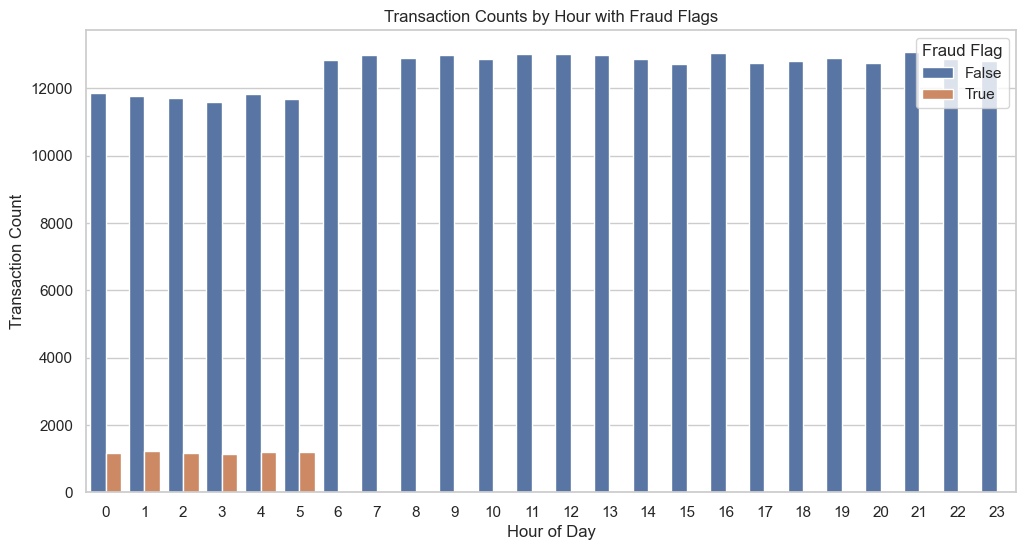 Transaction Counts by Hour with Fraud Flags
Fraud Flag
False
True
12000
10000
8000
6000
4000
2000
0
Transaction Count
0 1 2 3 4 5 6 7 8 9 10 11 12 13 14 15 16 17 18 19 20 21 22 23
Hour of Day